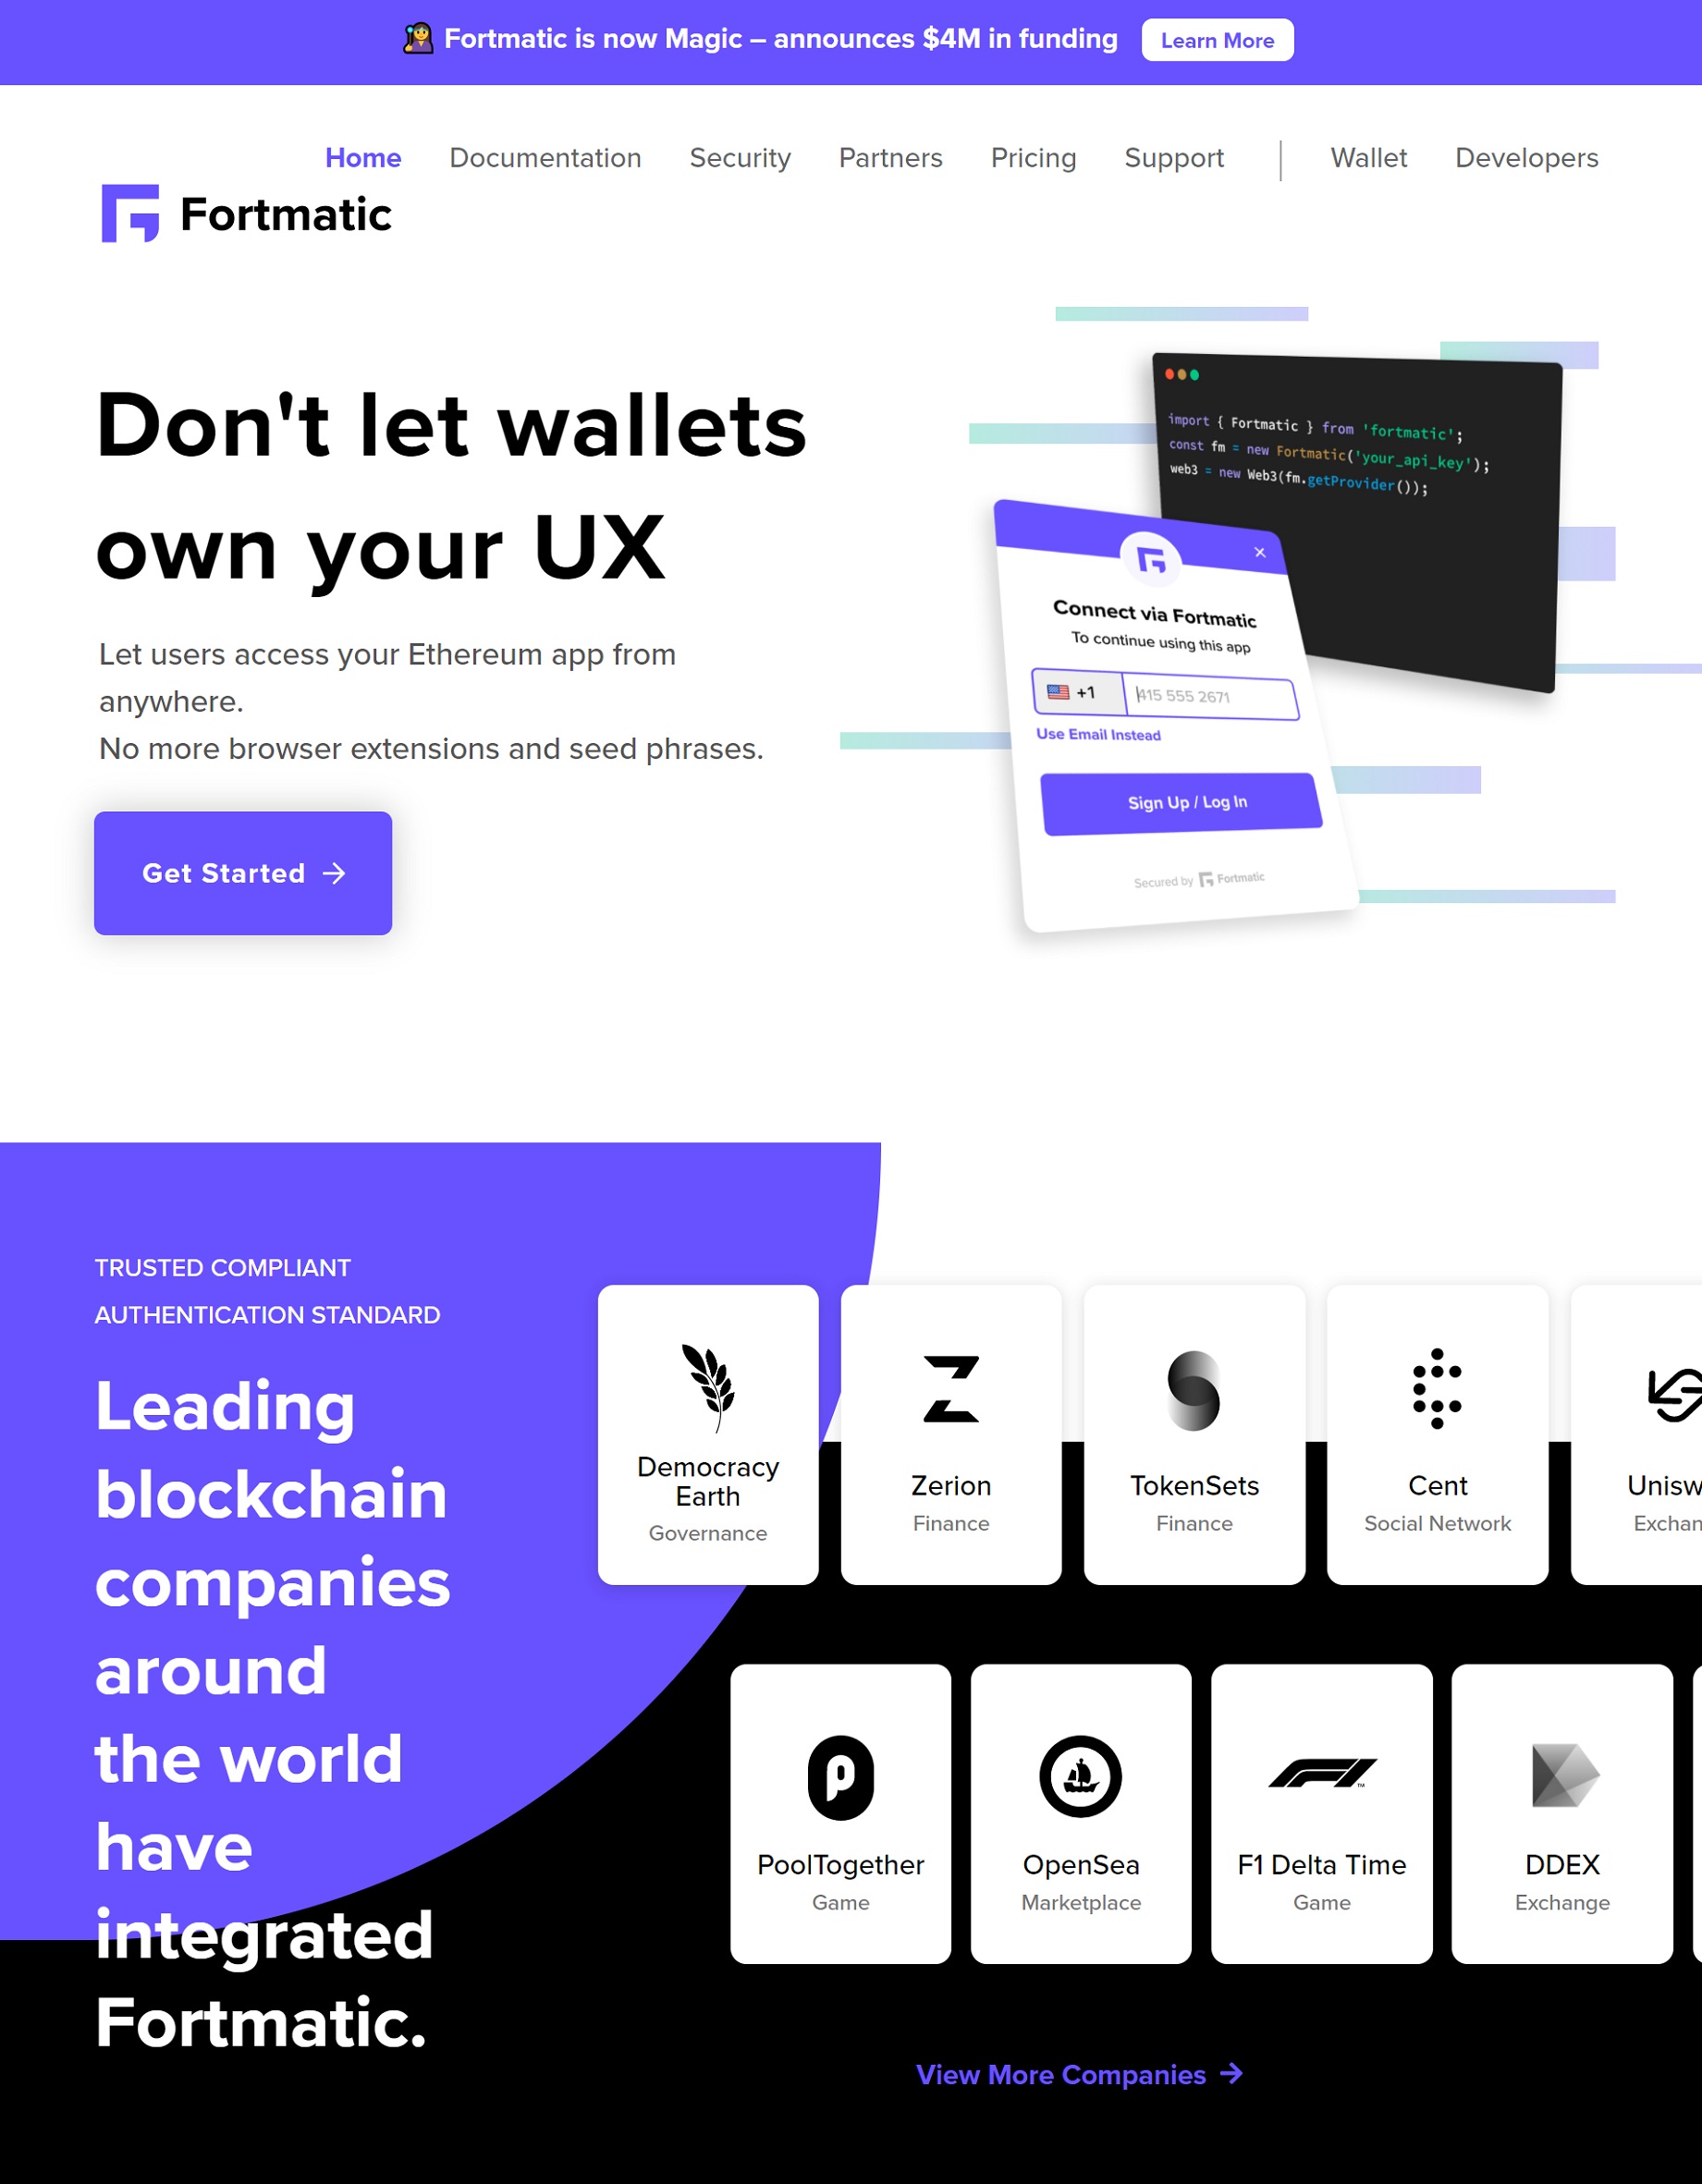 Fortmatic is now Magic – announces $4M in funding
Learn More
Home
Documentation
Security
Partners
Pricing
Support
Wallet
Developers
Fortmatic
Don't let wallets
own your UX
Let users access your Ethereum app from
anywhere.
No more browser extensions and seed phrases.
Get Started →
import { Fortmatic } from 'fortmatic';
const fm = new Fortmatic('your_api_key');
web3 = new Web3(fm.getProvider());
Connect via Fortmatic
To continue using this app
+1
415 555 2671
Use Email Instead
Sign Up / Log In
Secured by Fortmatic
TRUSTED COMPLIANT
AUTHENTICATION STANDARD
Leading
blockchain
companies
around
the world
have
integrated
Fortmatic.
Democracy
Earth
Governance
Zerion
Finance
TokenSets
Finance
Cent
Social Network
PoolTogether
Game
OpenSea
Marketplace
F1 Delta Time
Game
DDEX
Exchange
View More Companies →